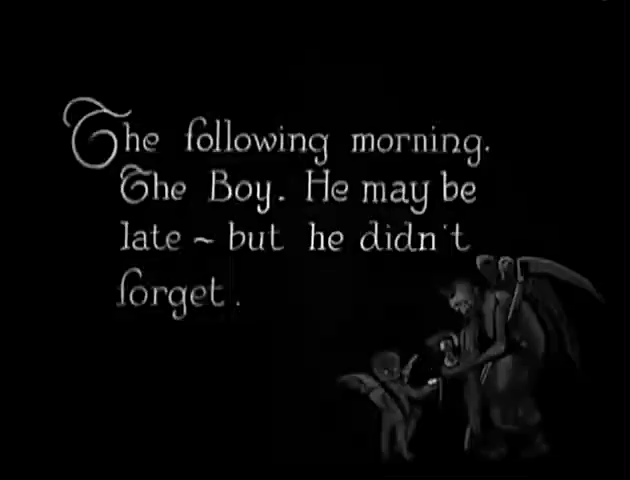 The following morning.
The Boy. He may be
late ~ but he didn't
forget.